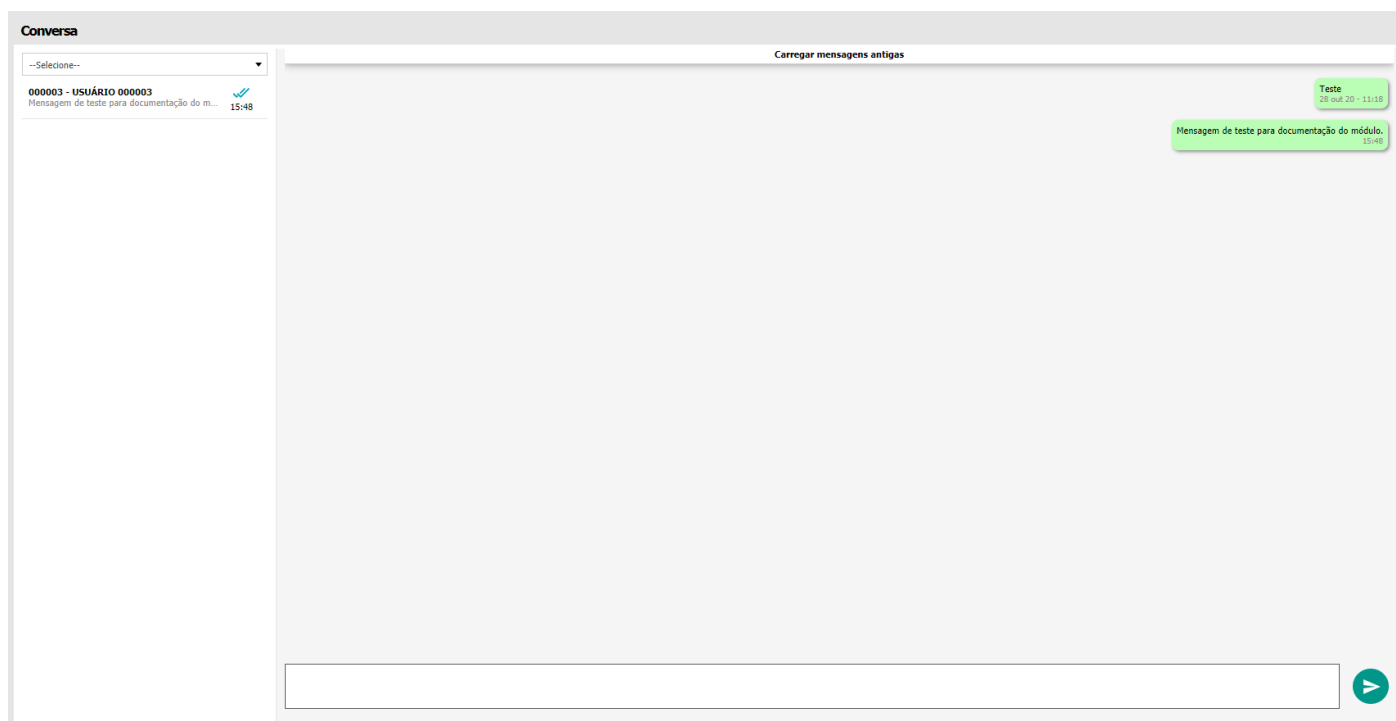 Conversa
--Selecione--
000003 - USUÁRIO 000003
Mensagem de teste para documentação do m...
15:48
Carregar mensagens antigas
Teste
28 out 20 - 11:18
Mensagem de teste para documentação do módulo.
15:48